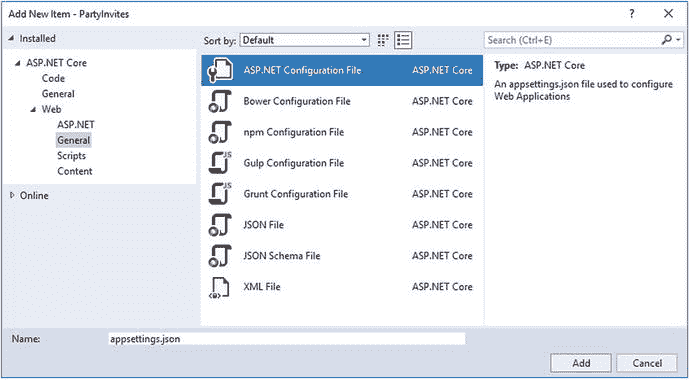 Add New Item - PartyInvites
? X
Installed
Sort by: Default
Search (Ctrl+E)
ASP.NET Core
Code
General
Web
ASP.NET
General
Scripts
Content
Online
ASP.NET Configuration File ASP.NET Core
Bower Configuration File ASP.NET Core
npm Configuration File ASP.NET Core
JS
Gulp Configuration File ASP.NET Core
JS
Grunt Configuration File ASP.NET Core
JSON File ASP.NET Core
JSON Schema File ASP.NET Core
XML File ASP.NET Core
Type: ASP.NET Core
An appsettings.json file used to configure
Web Applications
Name: appsettings.json
Add Cancel